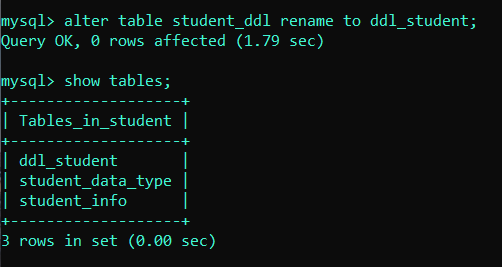 mysql> alter table student_ddl rename to ddl_student;
Query OK, 0 rows affected (1.79 sec)
mysql> show tables;
+-------------------+
| Tables_in_student |
+-------------------+
| ddl_student       |
| student_data_type |
| student_info      |
+-------------------+
3 rows in set (0.00 sec)